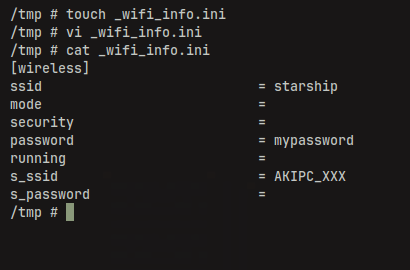 /tmp # touch _wifi_info.ini
/tmp # vi _wifi_info.ini
/tmp # cat _wifi_info.ini
[wireless]
ssid                           = starship
mode                           =
security                       =
password                       = mypassword
running                        =
s_ssid                         = AKIPC_XXX
s_password                     =
/tmp #